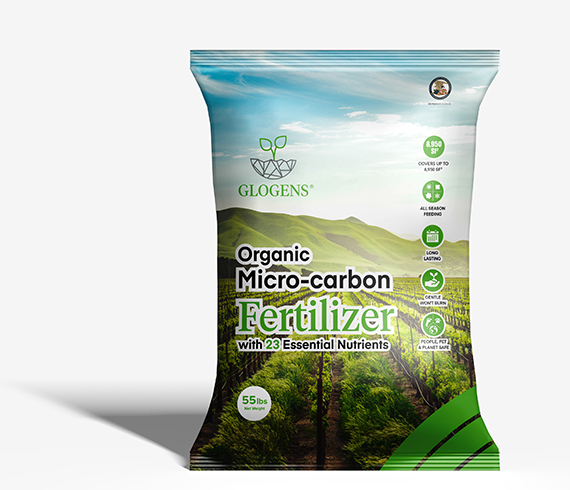 GLOGENS®
Organic
Micro-carbon
Fertilizer
with 23 Essential Nutrients
55lbs
Net Weight
8,950
SF²
COVERS UP TO
8,950 SF²
ALL SEASON
FEEDING
LONG
LASTING
GENTLE
WON'T BURN
PEOPLE, PET
& PLANET SAFE